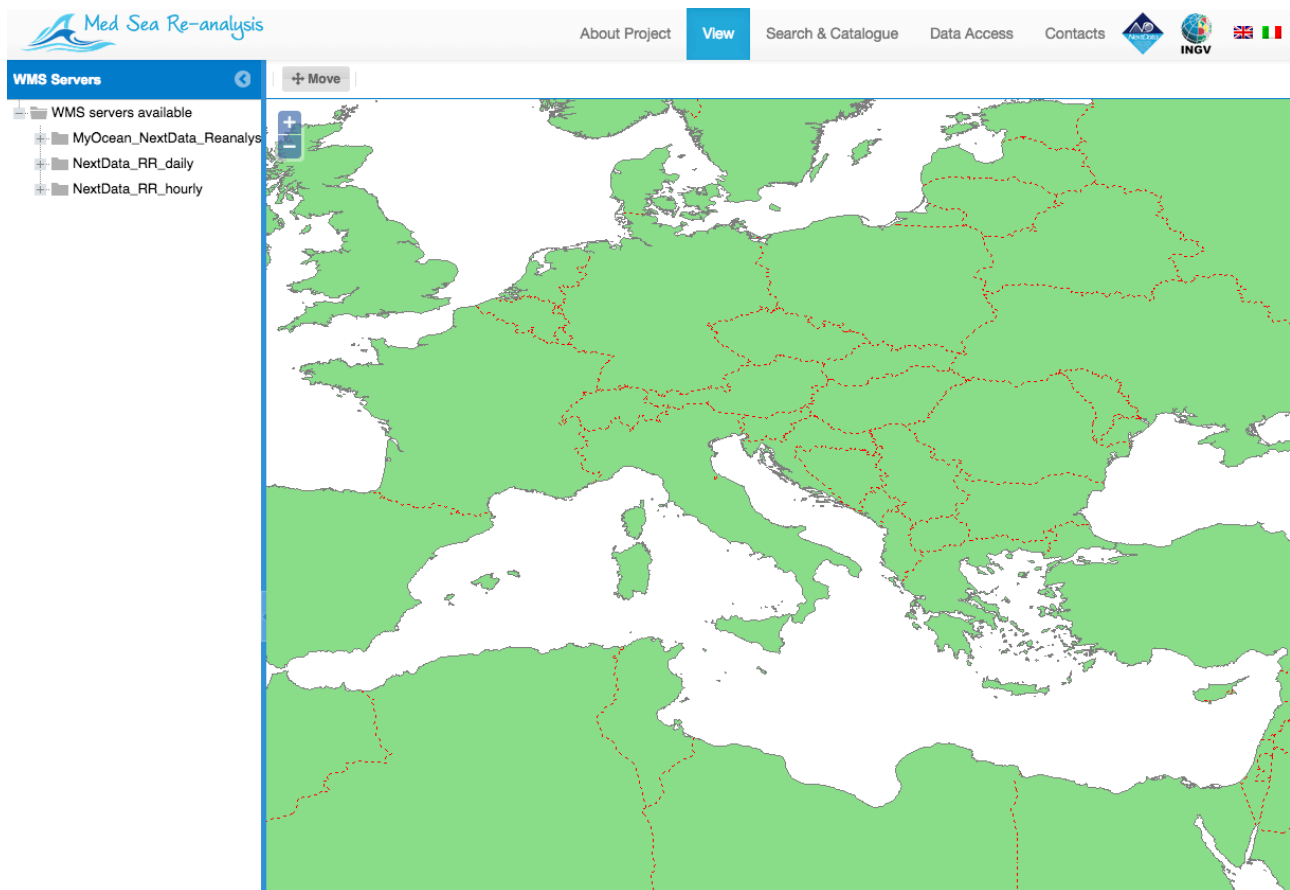 Med Sea Re-analysis
About Project
View
Search & Catalogue
Data Access
Contacts
NextData
INGV
WMS Servers
Move
WMS servers available
MyOcean_NextData_Reanalys
NextData_RR_daily
NextData_RR_hourly